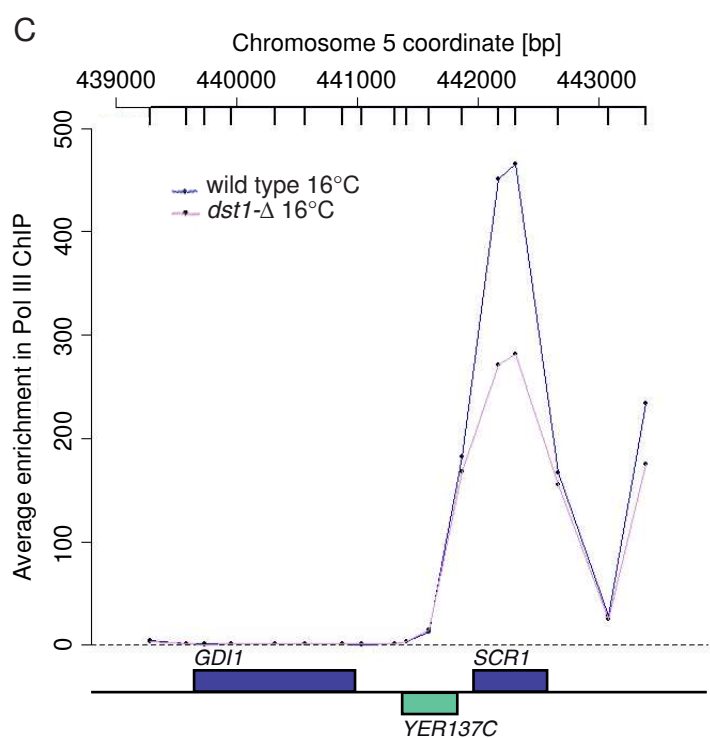 C
Chromosome 5 coordinate [bp]
439000 440000 441000 442000 443000
500
400
300
200
100
0
Average enrichment in Pol III ChIP
wild type 16°C
dst1-Δ 16°C
GDI1
SCR1
YER137C